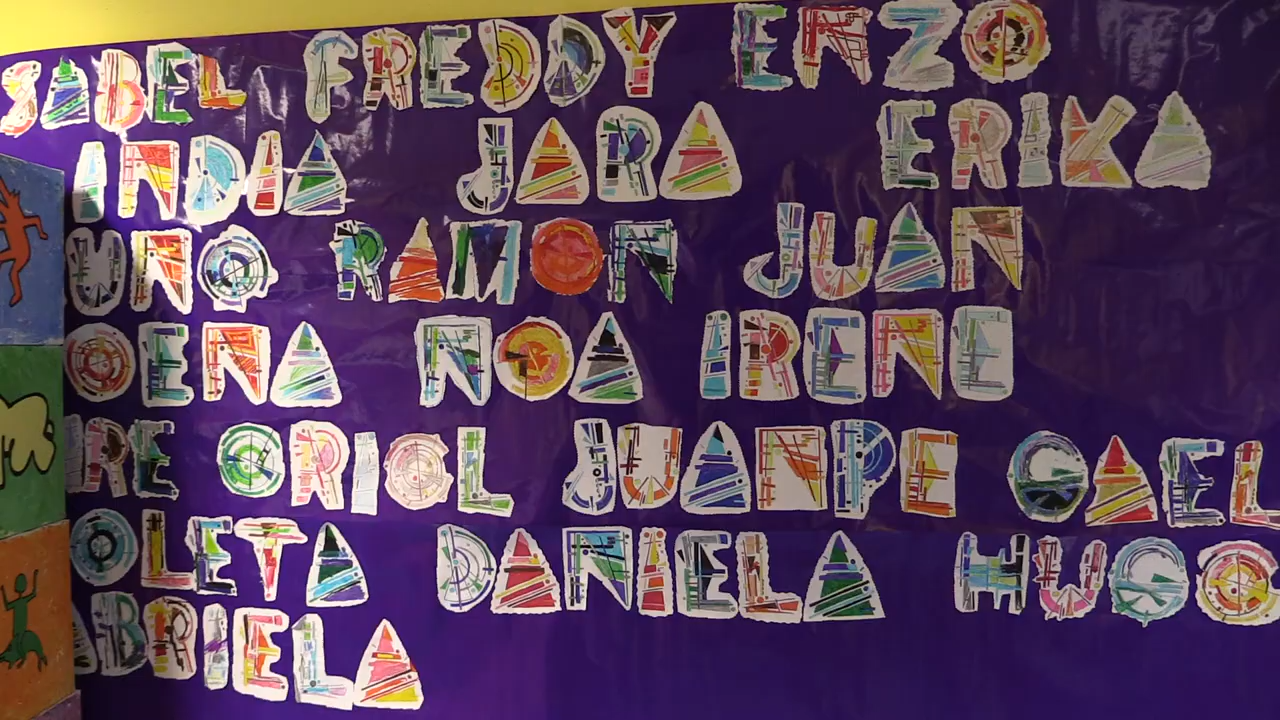 SABEL FREDDY ENZO
INDIA JARA ERIKA
UNO RAMON JUAN
OENA NOA IRENE
IRE ORIOL JUANPE GAEL
OLETA DANIELA HUGO
ABRIELA